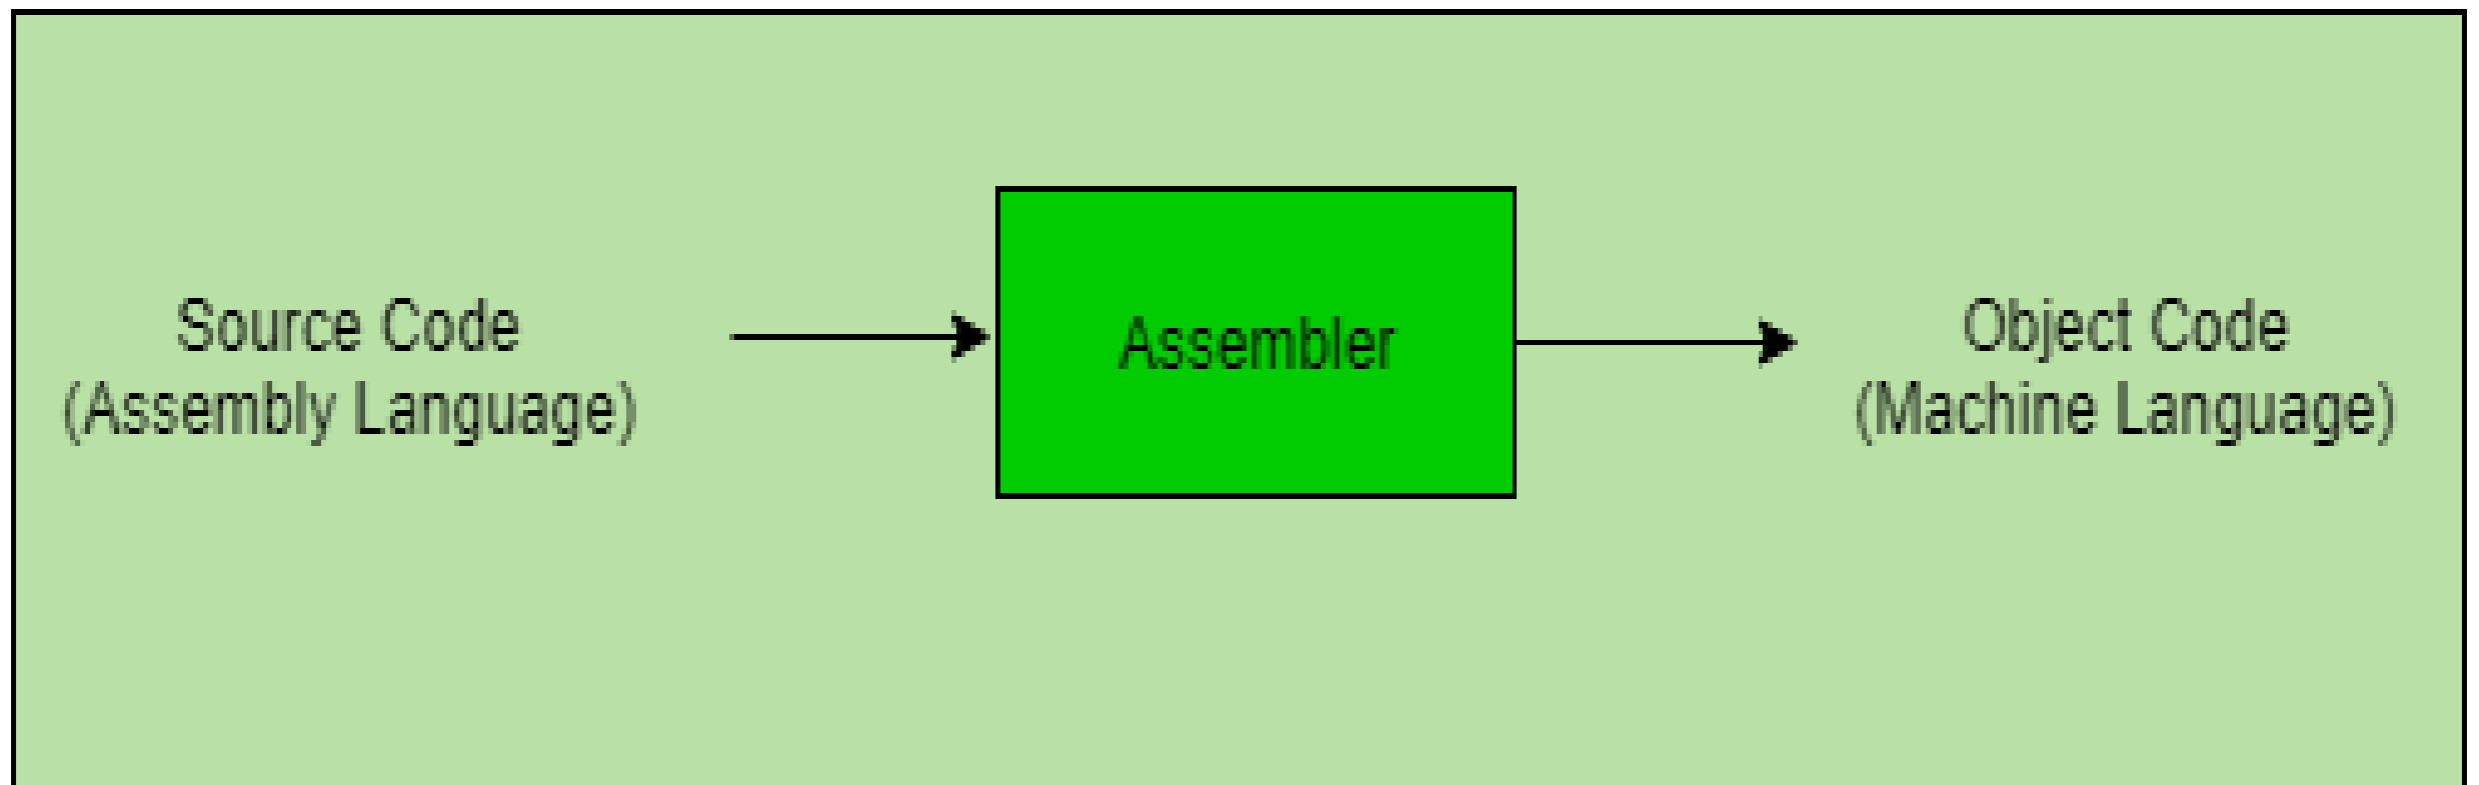 Source Code
(Assembly Language)
Assembler
Object Code
(Machine Language)